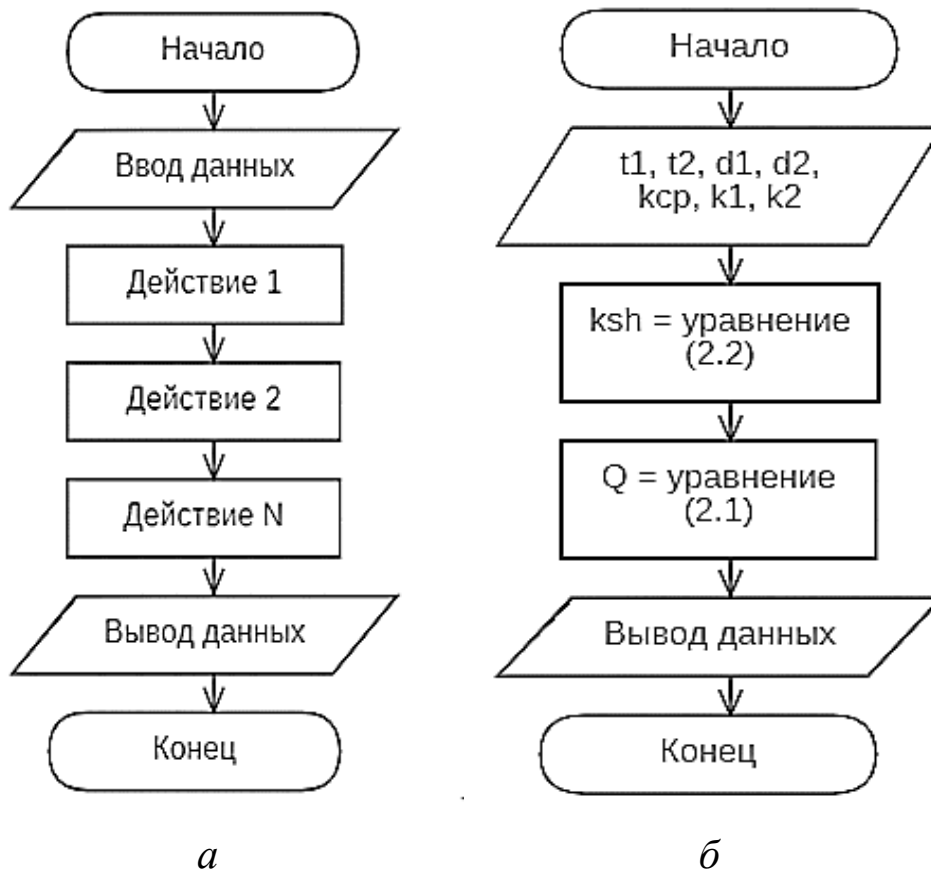 Начало
Ввод данных
Действие 1
Действие 2
Действие N
Вывод данных
Конец
а
Начало
t1, t2, d1, d2,
kcp, k1, k2
ksh = уравнение
(2.2)
Q = уравнение
(2.1)
Вывод данных
Конец
б